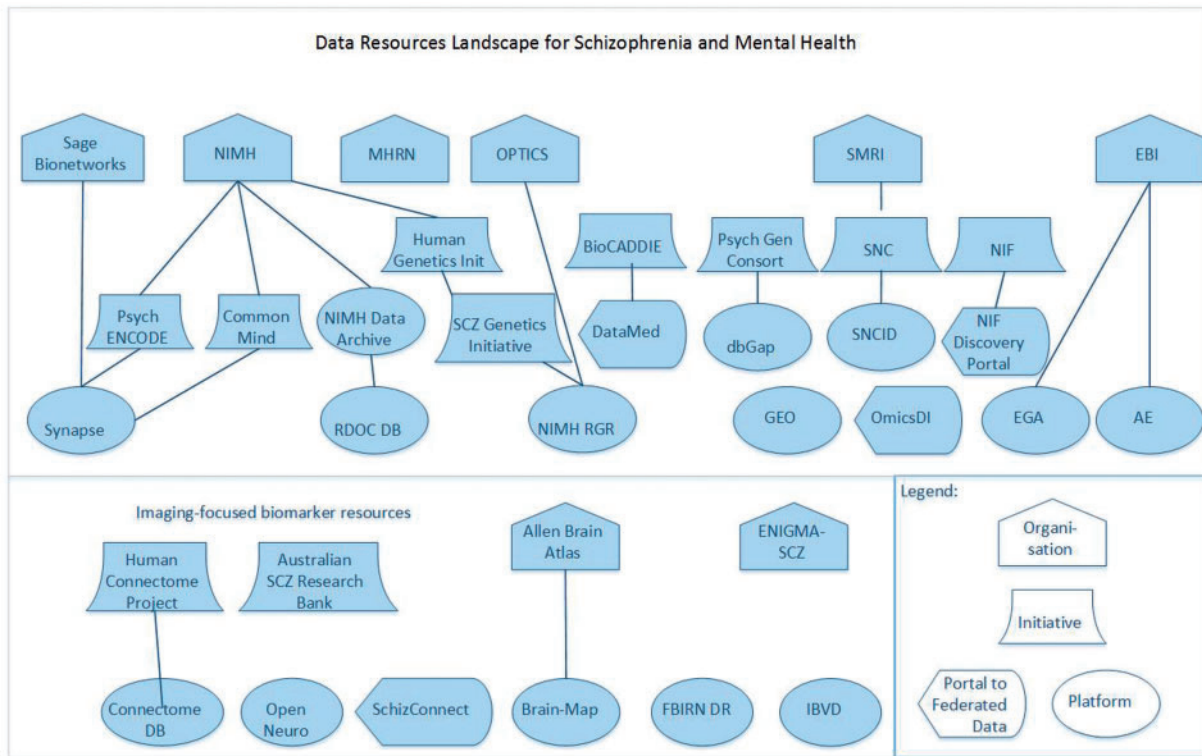 Data Resources Landscape for Schizophrenia and Mental Health
Sage
Bionetworks
NIMH
MHRN
OPTICS
SMRI
EBI
Human
Genetics Init
BioCADDIE
Psych Gen
Consort
SNC
NIF
Psych
ENCODE
Common
Mind
NIMH Data
Archive
SCZ Genetics
Initiative
DataMed
dbGap
SNCID
NIF
Discovery
Portal
Synapse
RDOC DB
NIMH RGR
GEO
OmicsDI
EGA
AE
Imaging-focused biomarker resources
Human
Connectome
Project
Australian
SCZ Research
Bank
Allen Brain
Atlas
ENIGMA-
SCZ
Connectome
DB
Open
Neuro
SchizConnect
Brain-Map
FBIRN DR
IBVD
Legend:
Organi-
sation
Initiative
Portal to
Federated
Data
Platform